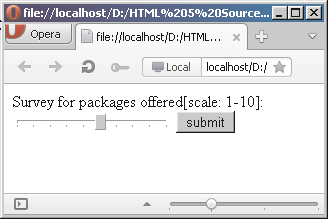 file://localhost/D:/HTML%205%20Source...
Opera
file://localhost/D:/HTML...
Local
localhost/D:/
Survey for packages offered[scale: 1-10]:
submit